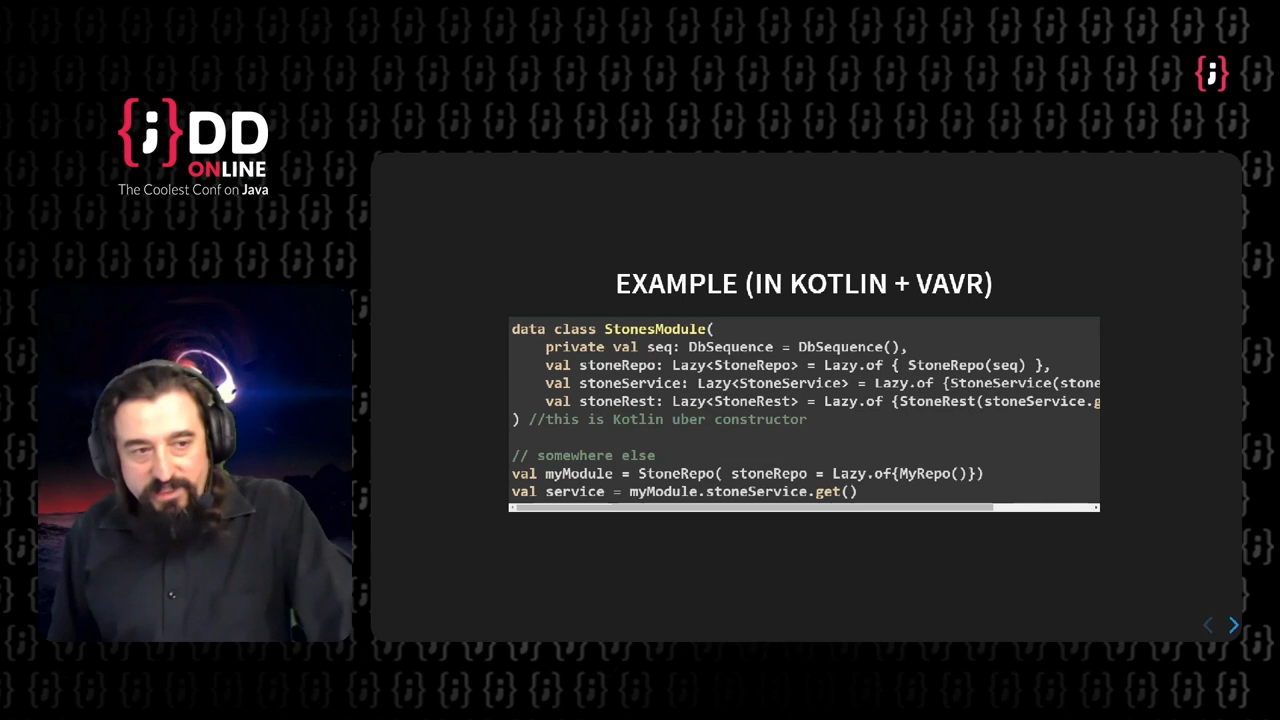 {;}DD
ONLINE
The Coolest Conf on Java
{;}
EXAMPLE (IN KOTLIN + VAVR)
data class StonesModule(
private val seq: DbSequence = DbSequence(),
val stoneRepo: Lazy<StoneRepo> = Lazy.of { StoneRepo(seq) },
val stoneService: Lazy<StoneService> = Lazy.of {StoneService(stone
val stoneRest: Lazy<StoneRest> = Lazy.of {StoneRest(stoneService.g
) //this is Kotlin uber constructor
// somewhere else
val myModule = StoneRepo( stoneRepo = Lazy.of{MyRepo()})
val service = myModule.stoneService.get()